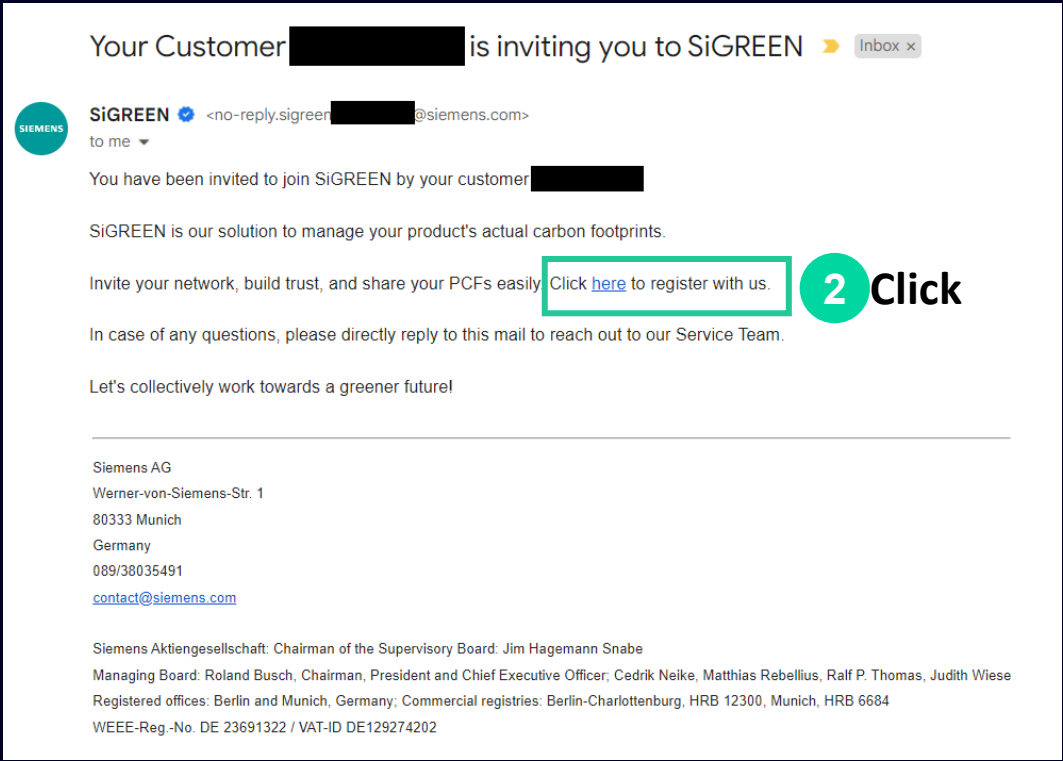 Your Customer is inviting you to SiGREEN Inbox ×
SIEMENS
SiGREEN <no-reply.sigreen @siemens.com>
to me
You have been invited to join SiGREEN by your customer
SiGREEN is our solution to manage your product's actual carbon footprints.
Invite your network, build trust, and share your PCFs easily. Click here to register with us.
2 Click
In case of any questions, please directly reply to this mail to reach out to our Service Team.
Let's collectively work towards a greener future!
Siemens AG
Werner-von-Siemens-Str. 1
80333 Munich
Germany
089/38035491
contact@siemens.com
Siemens Aktiengesellschaft: Chairman of the Supervisory Board: Jim Hagemann Snabe
Managing Board: Roland Busch, Chairman, President and Chief Executive Officer; Cedrik Neike, Matthias Rebellius, Ralf P. Thomas, Judith Wiese
Registered offices: Berlin and Munich, Germany; Commercial registries: Berlin-Charlottenburg, HRB 12300, Munich, HRB 6684
WEEE-Reg.-No. DE 23691322 / VAT-ID DE129274202